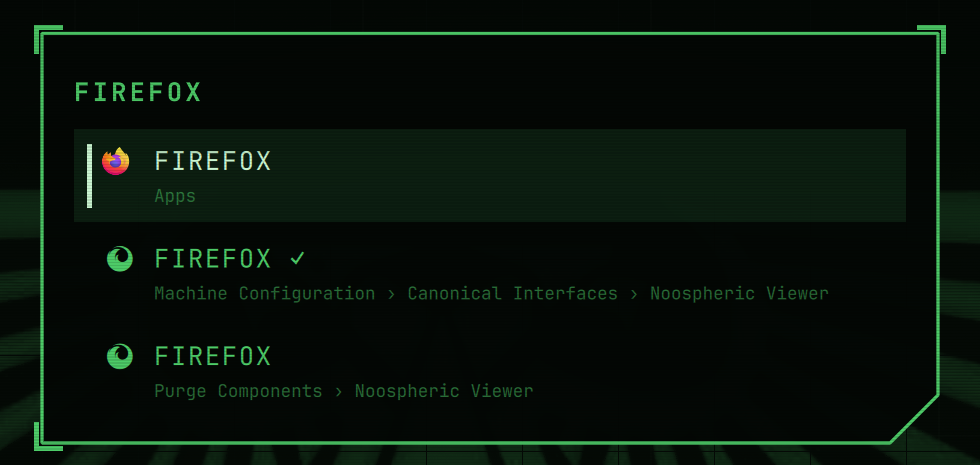 FIREFOX
FIREFOX
Apps
FIREFOX ✓
Machine Configuration › Canonical Interfaces › Noospheric Viewer
FIREFOX
Purge Components › Noospheric Viewer